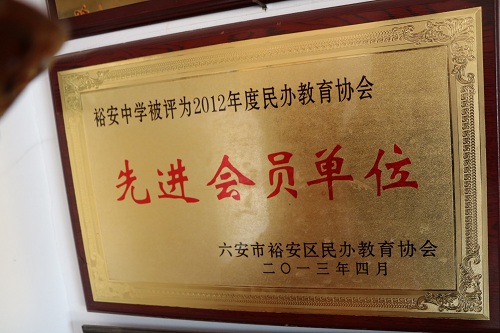 裕安中学被评为2012年度民办教育协会
先进会员单位
六安市裕安区民办教育协会
二〇一三年四月